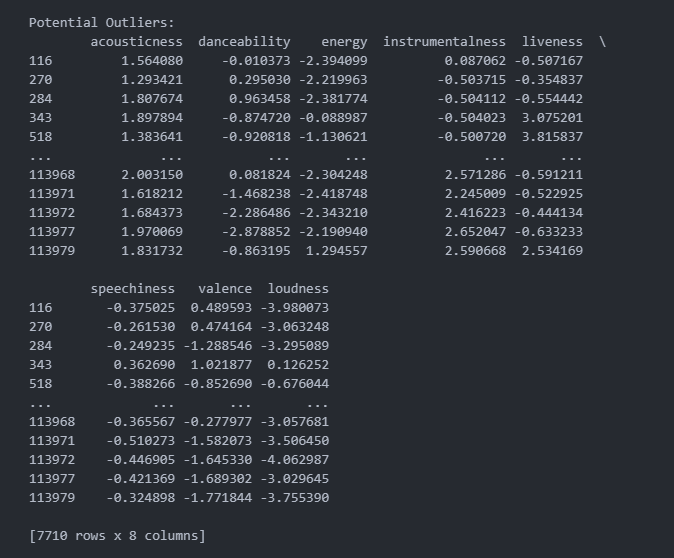 Potential Outliers:
acousticness danceability energy instrumentalness liveness \
116 1.564080 -0.010373 -2.394099 0.087062 -0.507167
270 1.293421 0.295030 -2.219963 -0.503715 -0.354837
284 1.807674 0.963458 -2.381774 -0.504112 -0.554442
343 1.897894 -0.874720 -0.088987 -0.504023 3.075201
518 1.383641 -0.920818 -1.130621 -0.500720 3.815837
... ... ... ... ... ...
113968 2.003150 0.081824 -2.304248 2.571286 -0.591211
113971 1.618212 -1.468238 -2.418748 2.245009 -0.522925
113972 1.684373 -2.286486 -2.343210 2.416223 -0.444134
113977 1.970069 -2.878852 -2.190940 2.652047 -0.633233
113979 1.831732 -0.863195 1.294557 2.590668 2.534169
speechiness valence loudness
116 -0.375025 0.489593 -3.980073
270 -0.261530 0.474164 -3.063248
284 -0.249235 -1.288546 -3.295089
343 0.362690 1.021877 0.126252
518 -0.388266 -0.852690 -0.676044
... ... ... ...
113968 -0.365567 -0.277977 -3.057681
113971 -0.510273 -1.582073 -3.506450
113972 -0.446905 -1.645330 -4.062987
113977 -0.421369 -1.689302 -3.029645
113979 -0.324898 -1.771844 -3.755390
[7710 rows x 8 columns]